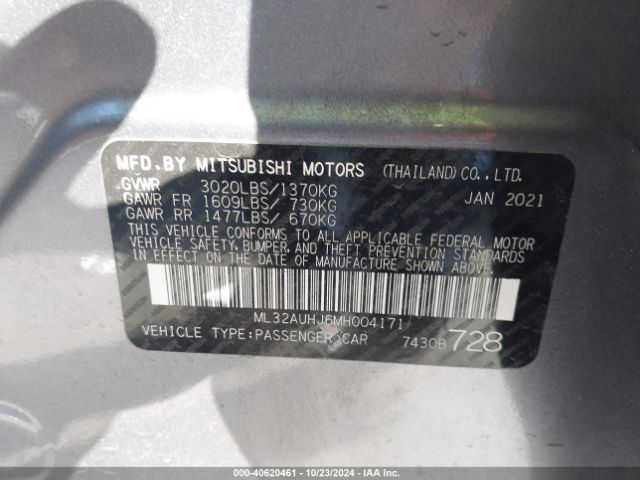 MFD.BY MITSUBISHI MOTORS (THAILAND)CO.,LTD.
GVWR 3020LBS/1370KG JAN 2021
GAWR FR 1609LBS/ 730KG
GAWR RR 1477LBS/ 670KG
THIS VEHICLE CONFORMS TO ALL APPLICABLE FEDERAL MOTOR
VEHICLE SAFETY, BUMPER, AND THEFT PREVENTION STANDARDS
IN EFFECT ON THE DATE OF MANUFACTURE SHOWN ABOVE.
ML32AUHJ6MH004171
VEHICLE TYPE:PASSENGER CAR 7430B 728
000-40620461 - 10/23/2024 - IAA Inc.